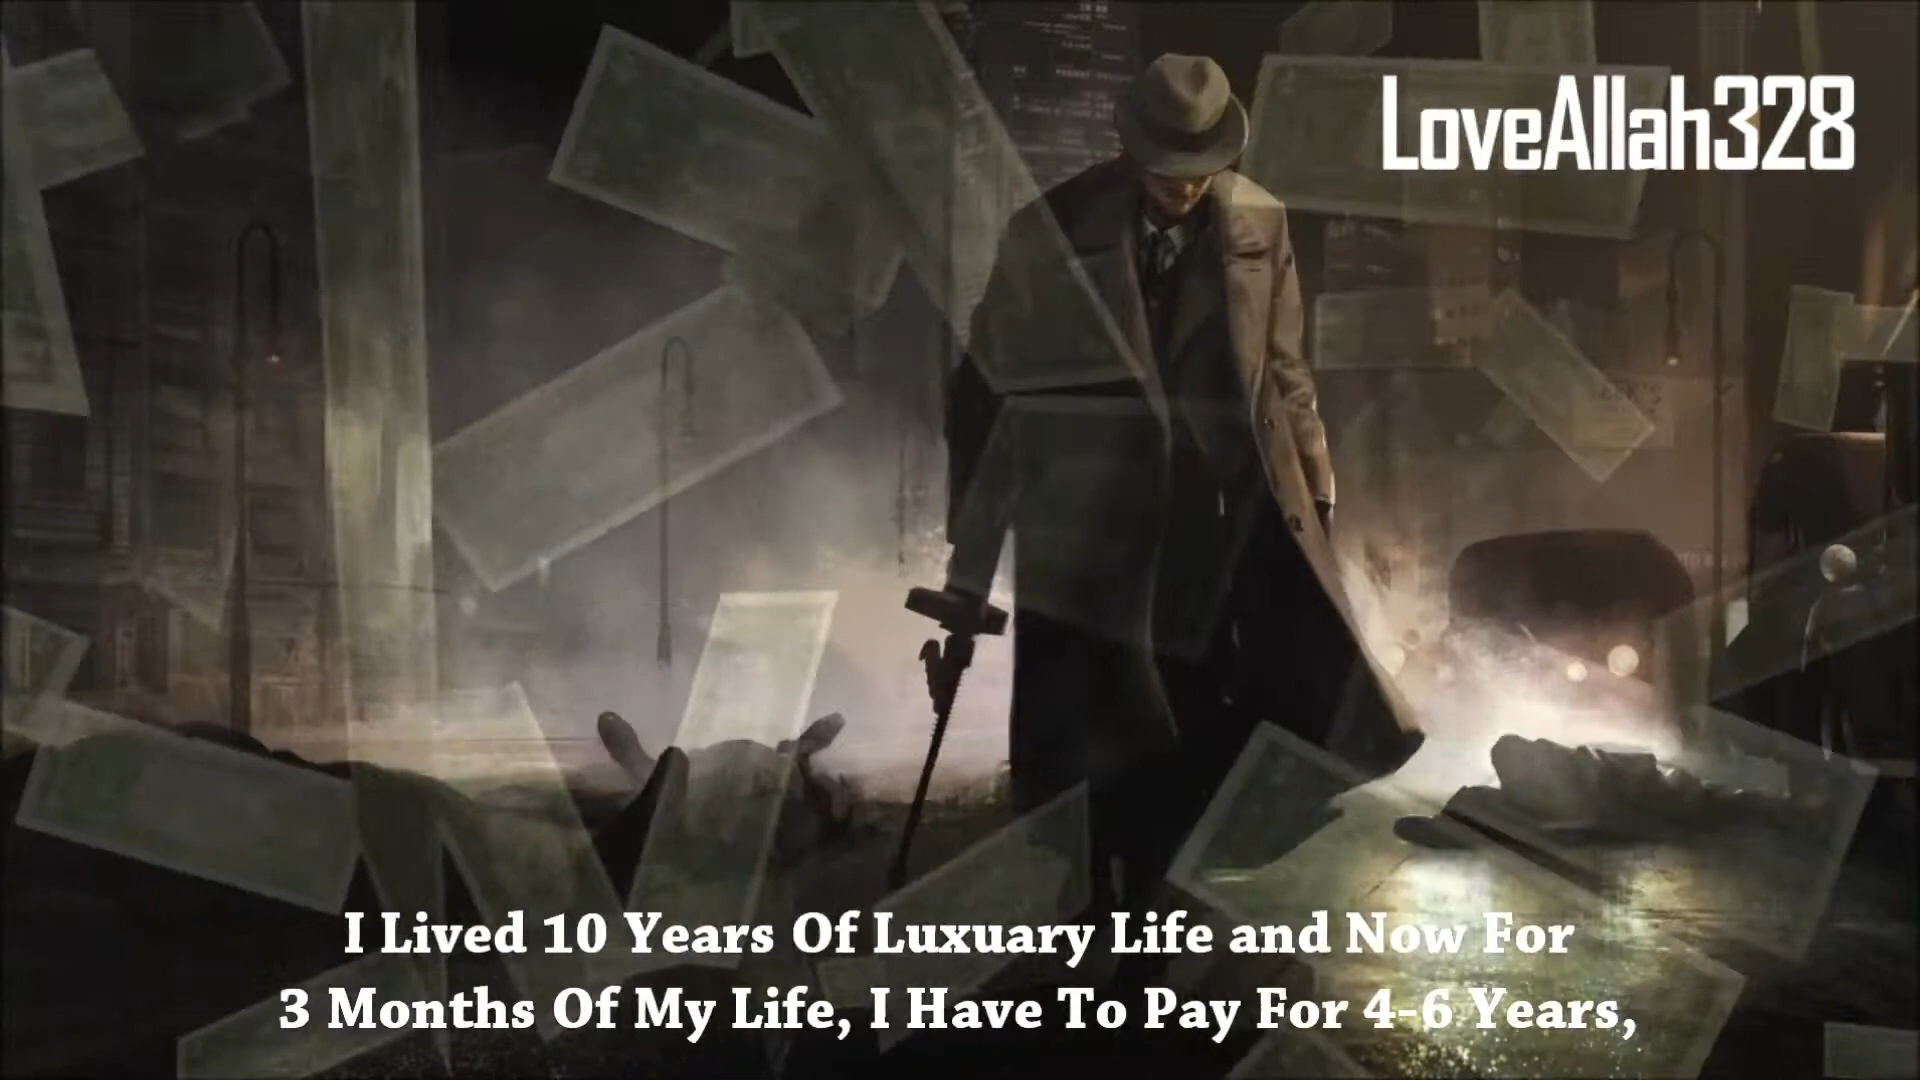 LoveAllah328
I Lived 10 Years Of Luxuary Life and Now For
3 Months Of My Life, I Have To Pay For 4-6 Years,